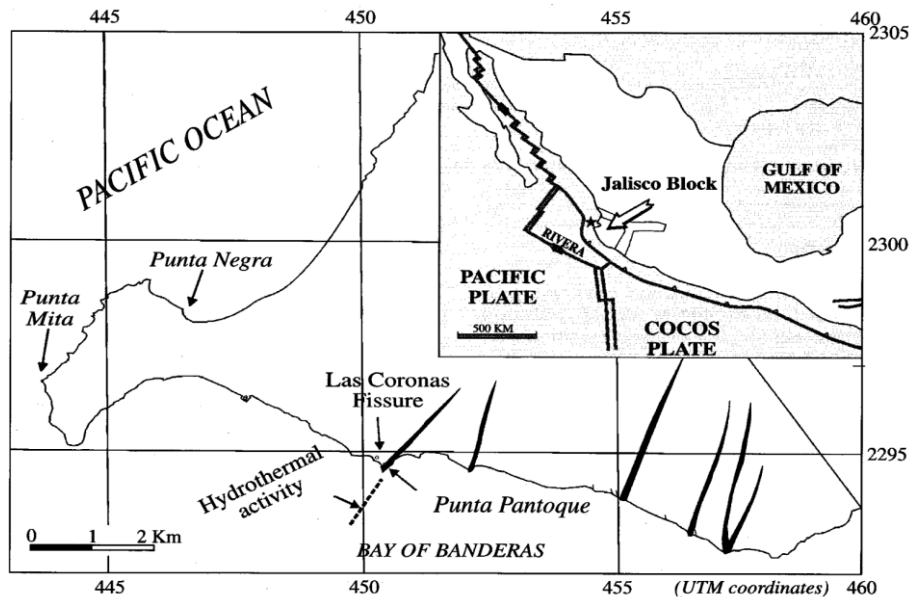 445
450
455
460
2305
PACIFIC OCEAN
GULF OF
MEXICO
Jalisco Block
RIVERA
2300
Punta Negra
PACIFIC
PLATE
Punta
Mita
500 KM
COCOS
PLATE
Las Coronas
Fissure
2295
Hydrothermal
activity
Punta Pantoque
0 1 2 Km
BAY OF BANDERAS
445
450
455
(UTM coordinates)
460